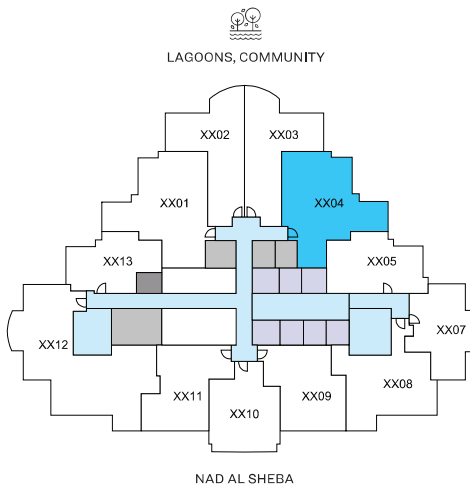 LAGOONS, COMMUNITY
XX02
XX03
XX01
XX04
XX13
XX05
XX12
XX07
XX08
XX11
XX10
XX09
NAD AL SHEBA